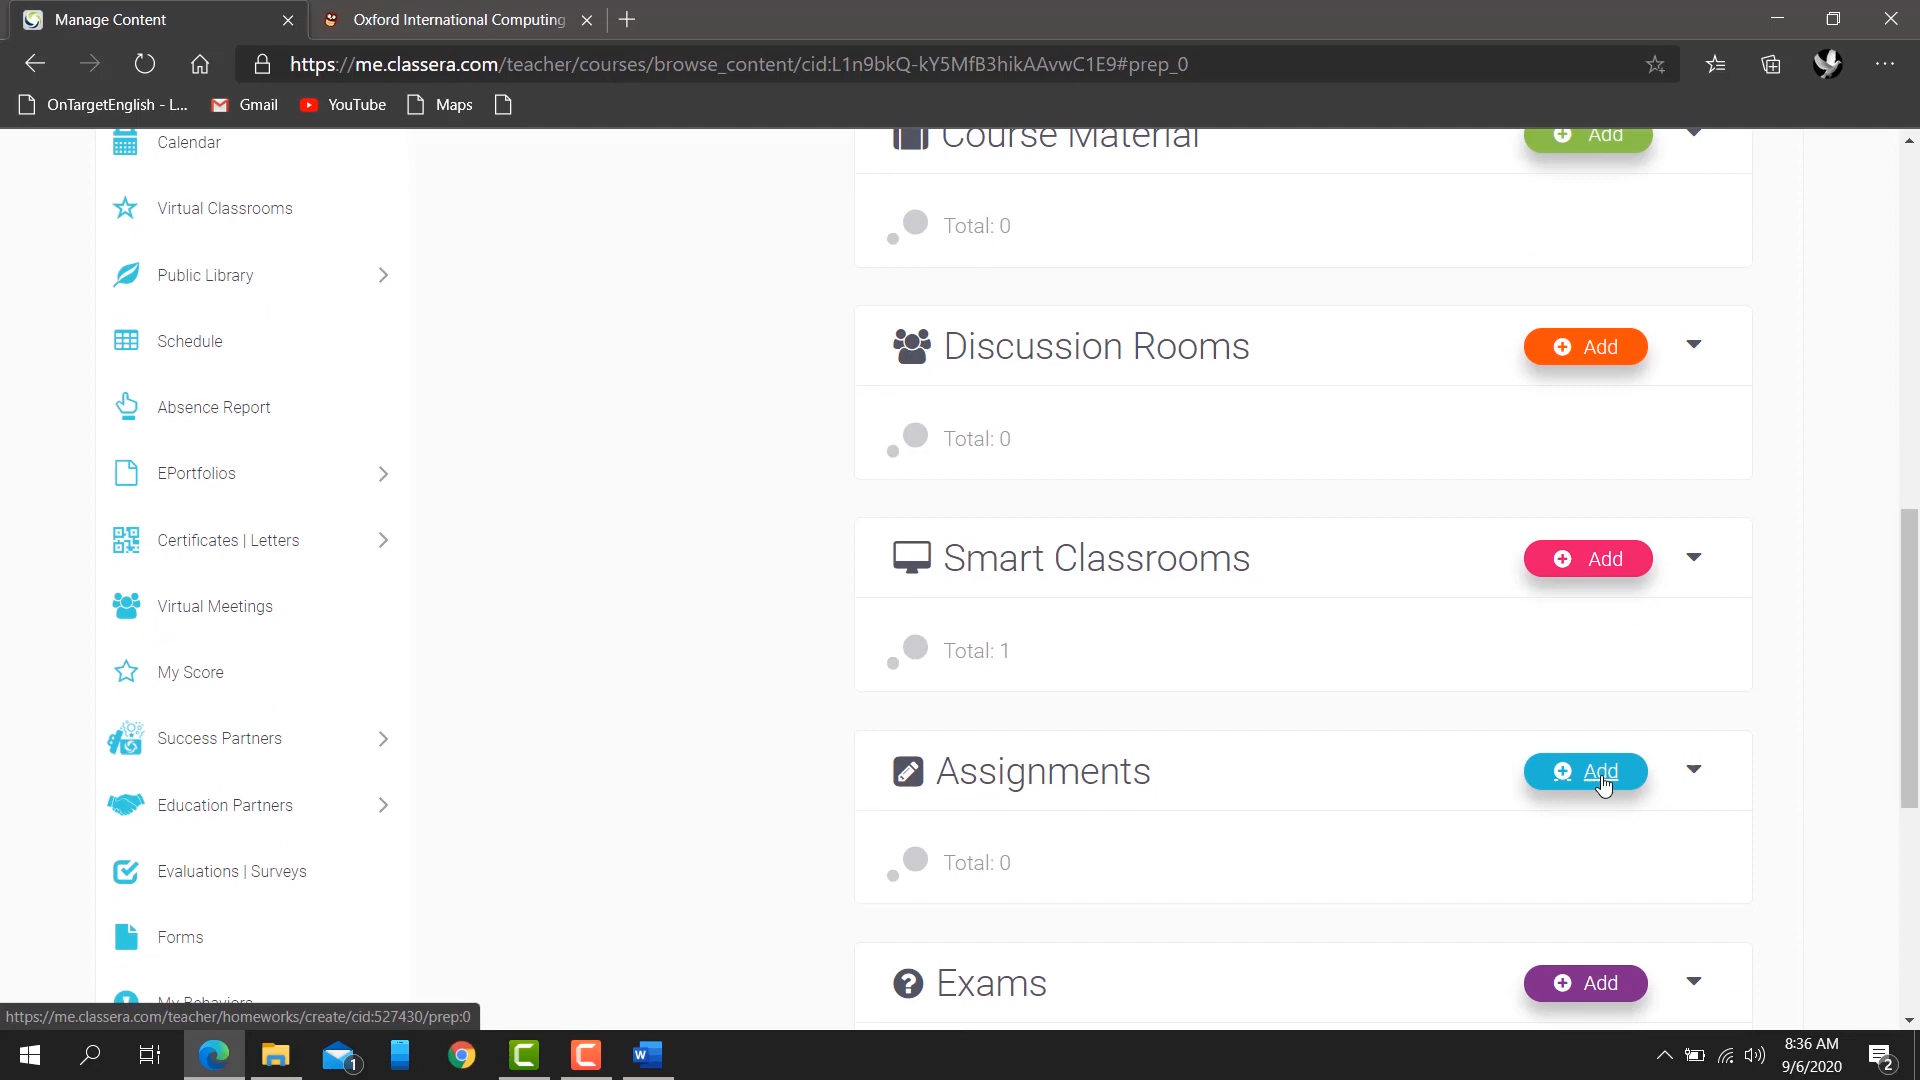 Manage Content
Oxford International Computing
https://me.classera.com/teacher/courses/browse_content/cid:L1n9bkQ-kY5MfB3hikAAvwC1E9#prep_0
OnTargetEnglish - L...
Gmail
YouTube
Maps
Calendar
Virtual Classrooms
Public Library
Schedule
Absence Report
EPortfolios
Certificates | Letters
Virtual Meetings
My Score
Success Partners
Education Partners
Evaluations | Surveys
Forms
My Behaviors
Course Material
Add
Total: 0
Discussion Rooms
Add
Total: 0
Smart Classrooms
Add
Total: 1
Assignments
Add
Total: 0
Exams
Add
https://me.classera.com/teacher/homeworks/create/cid:527430/prep:0
1
8:36 AM
9/6/2020
2